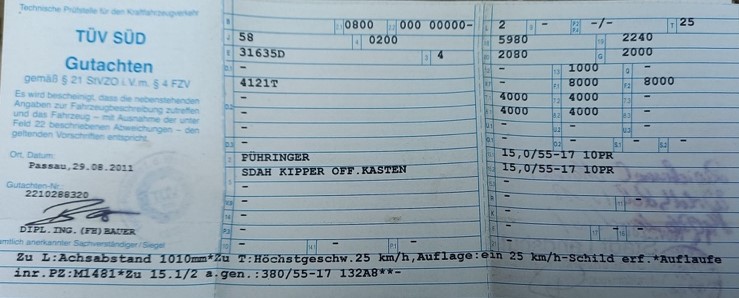 Technische Prüfstelle für den Kraftfahrzeugverkehr
TÜV SÜD
Gutachten
gemäß § 21 StVZO i.V.m. § 4 FZV
Es wird bescheinigt, dass die nebenstehenden
Angaben zur Fahrzeugbeschreibung zutreffen
und das Fahrzeug – mit Ausnahme der unter
Feld 22 beschriebenen Abweichungen – den
geltenden Vorschriften entspricht.
Ort, Datum:
Passau, 29.08.2011
Gutachten-Nr.
2210288320
DIPL.ING. (FH) BAUER
amtlich anerkannter Sachverständiger / Siegel
B 0800 000 00000-
J 58 0200
E 31635D 3 4
-
4121T
-
-
-
PÜHRINGER
SDAH KIPPER OFF.KASTEN
-
-
-
-
-
- - -
L 2 - -/- T 25
5980 2240
2080 G 2000
- 1000 -
- 8000 8000
4000 4000 -
4000 4000 -
- - -
- - -
15,0/55-17 10PR
15,0/55-17 10PR
-
- -
-
- -
-
Zu L:Achsabstand 1010mm*Zu T:Höchstgeschw.25 km/h,Auflage:ein 25 km/h-Schild erf.*Auflaufe
inr.PZ:M1481*Zu 15.1/2 a.gen.:380/55-17 132A8**-